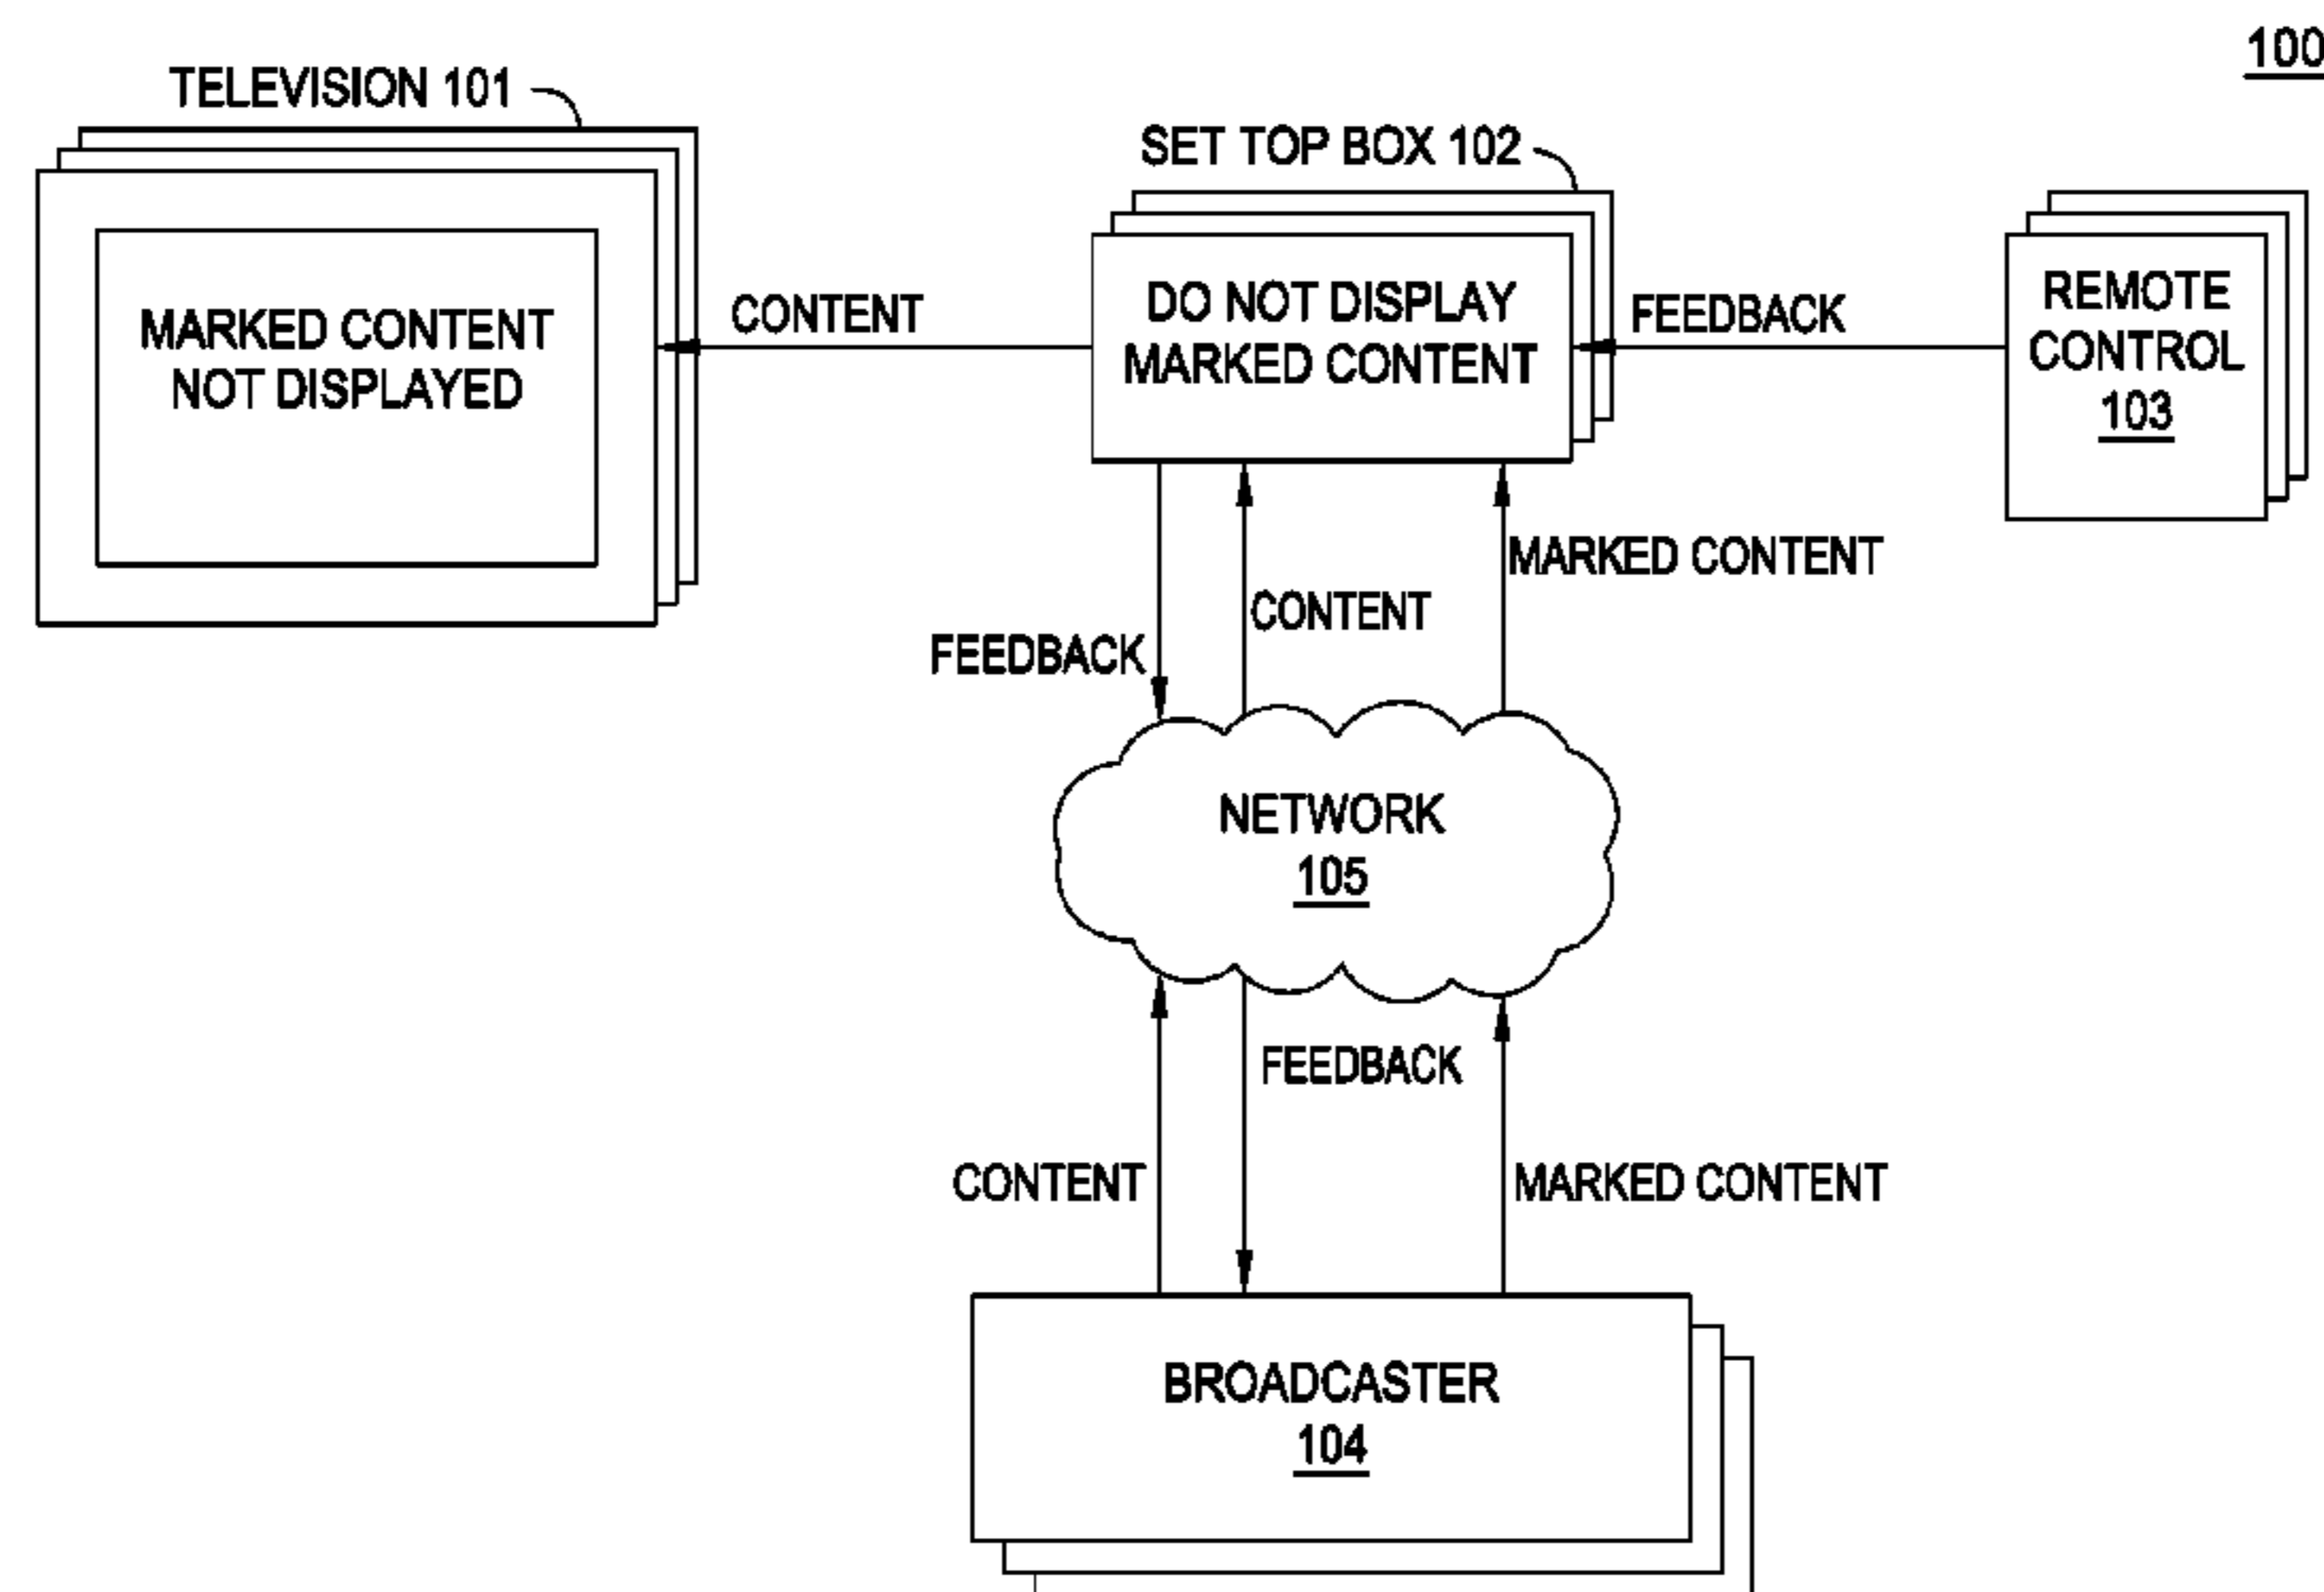 100
TELEVISION 101
SET TOP BOX 102
MARKED CONTENT
NOT DISPLAYED
CONTENT
DO NOT DISPLAY
MARKED CONTENT
FEEDBACK
REMOTE
CONTROL
103
FEEDBACK
CONTENT
MARKED CONTENT
NETWORK
105
CONTENT
FEEDBACK
MARKED CONTENT
BROADCASTER
104